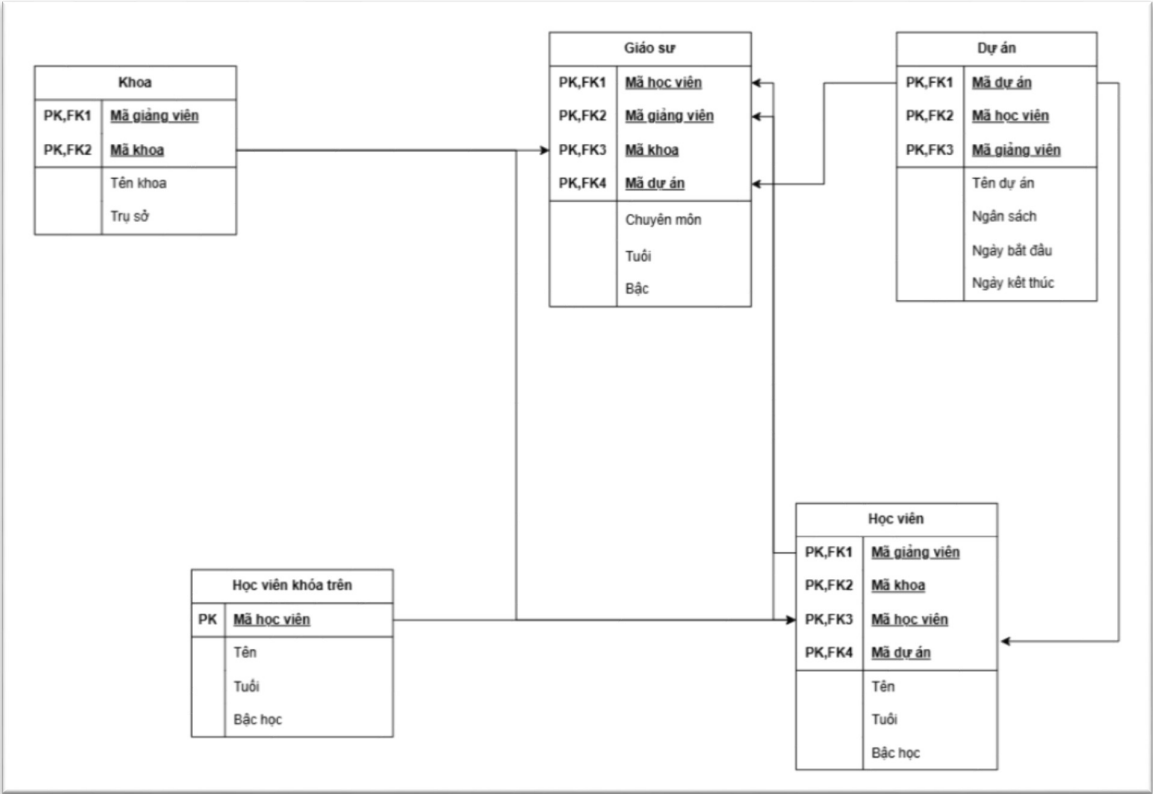 Khoa
PK,FK1 Mã giảng viên
PK,FK2 Mã khoa
Tên khoa
Trụ sở
Giáo sư
PK,FK1 Mã học viên
PK,FK2 Mã giảng viên
PK,FK3 Mã khoa
PK,FK4 Mã dự án
Chuyên môn
Tuổi
Bậc
Dự án
PK,FK1 Mã dự án
PK,FK2 Mã học viên
PK,FK3 Mã giảng viên
Tên dự án
Ngân sách
Ngày bắt đầu
Ngày kết thúc
Học viên khóa trên
PK Mã học viên
Tên
Tuổi
Bậc học
Học viên
PK,FK1 Mã giảng viên
PK,FK2 Mã khoa
PK,FK3 Mã học viên
PK,FK4 Mã dự án
Tên
Tuổi
Bậc học